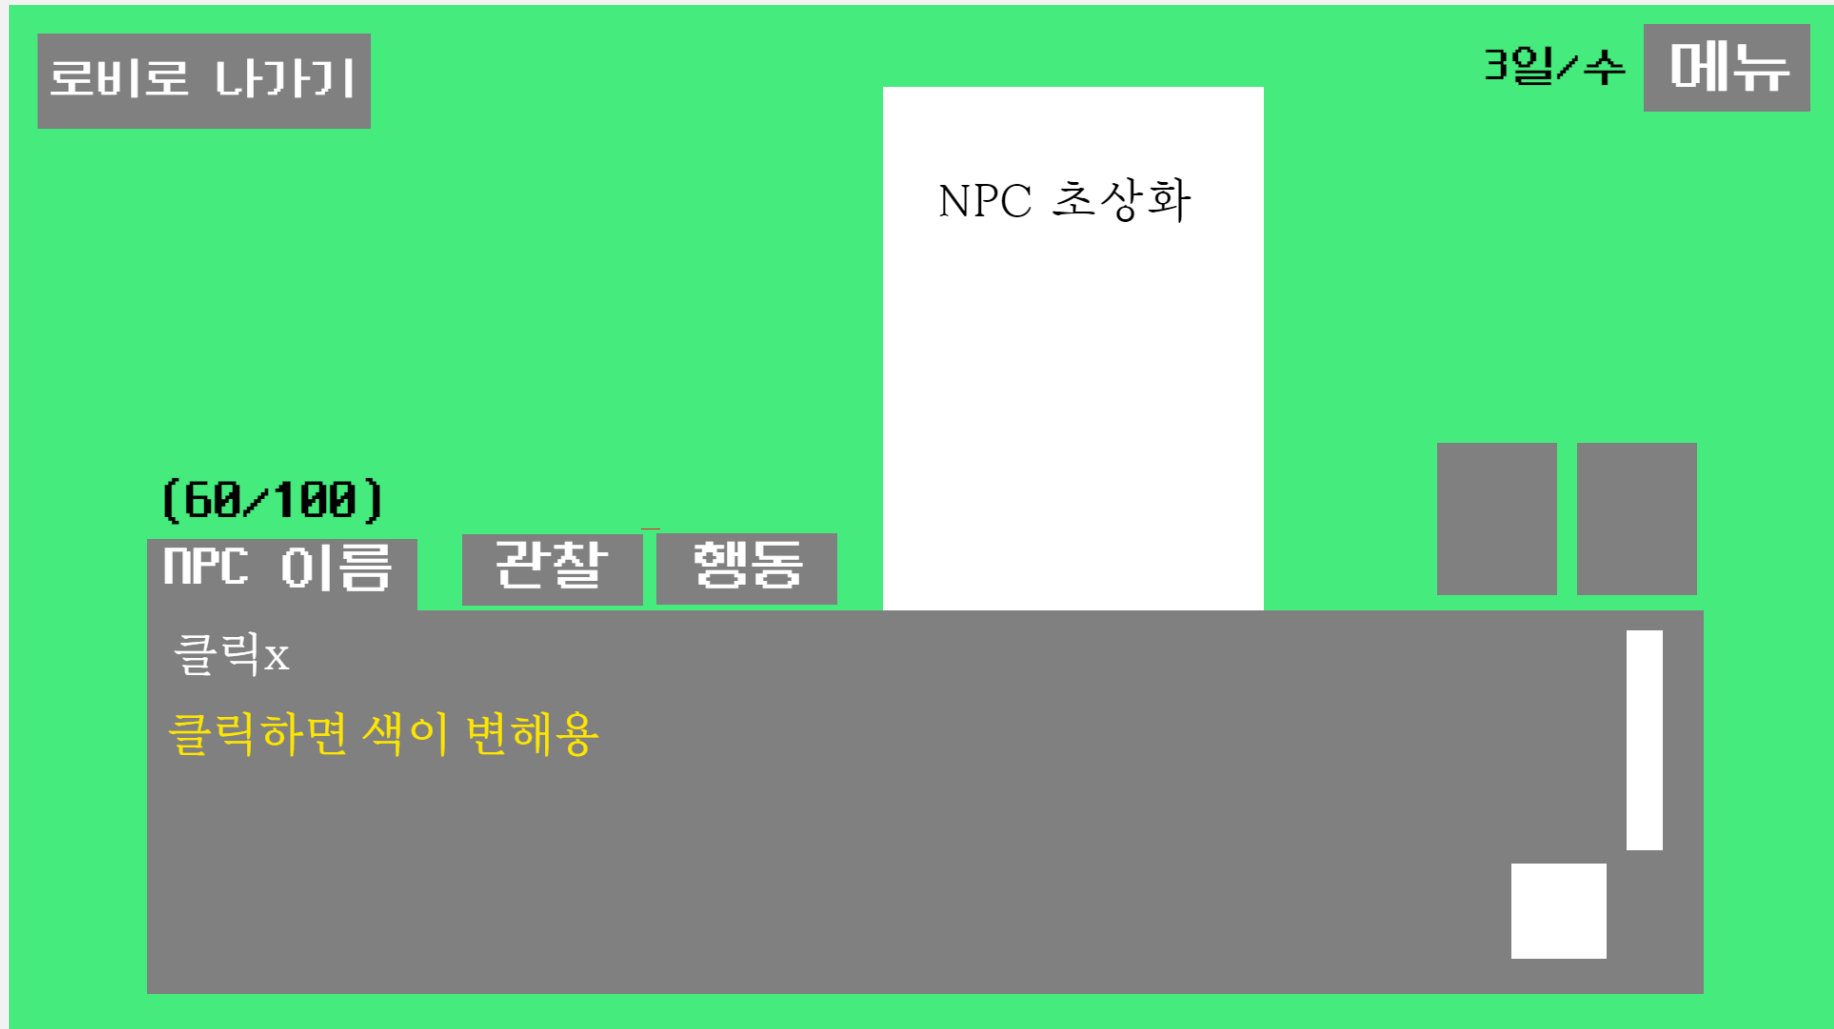 로비로 나가기
3일/수
메뉴
NPC 초상화
(60/100)
NPC 이름
관찰
행동
클릭x
클릭하면 색이 변해용